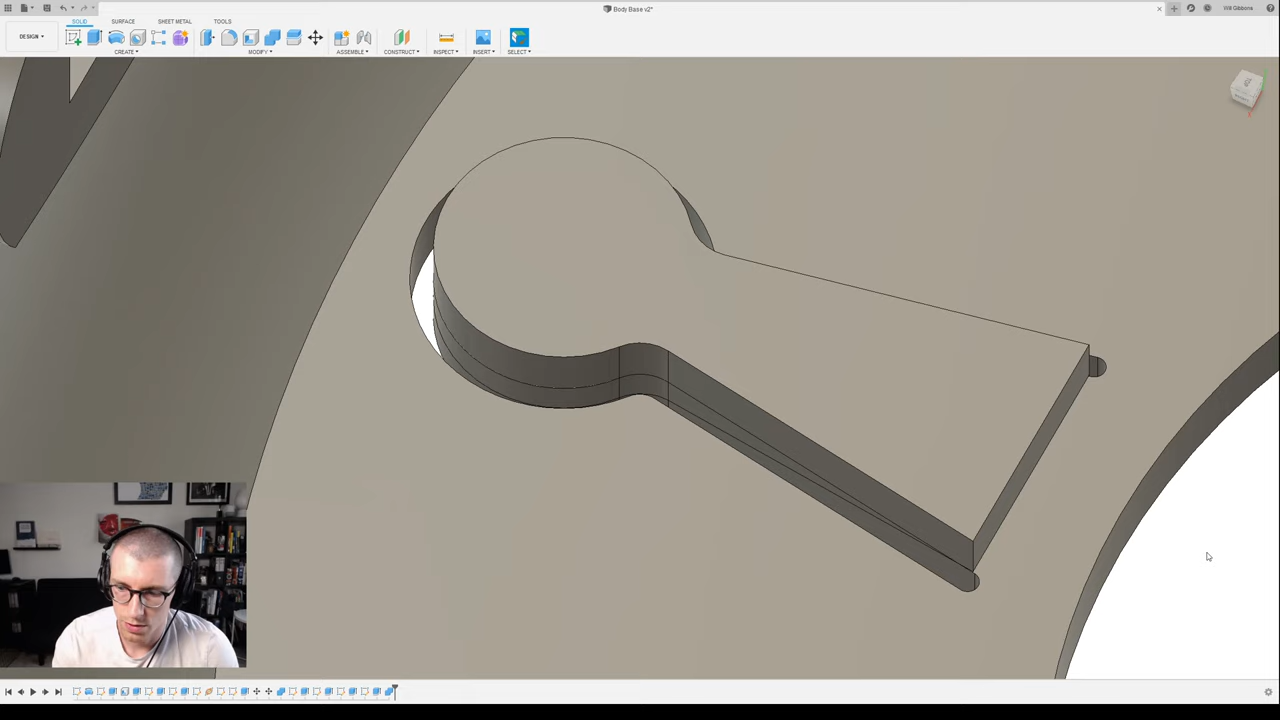 Body Base v2*
Will Gibbons
SOLID
SURFACE
SHEET METAL
TOOLS
DESIGN
CREATE
MODIFY
ASSEMBLE
CONSTRUCT
INSPECT
INSERT
SELECT